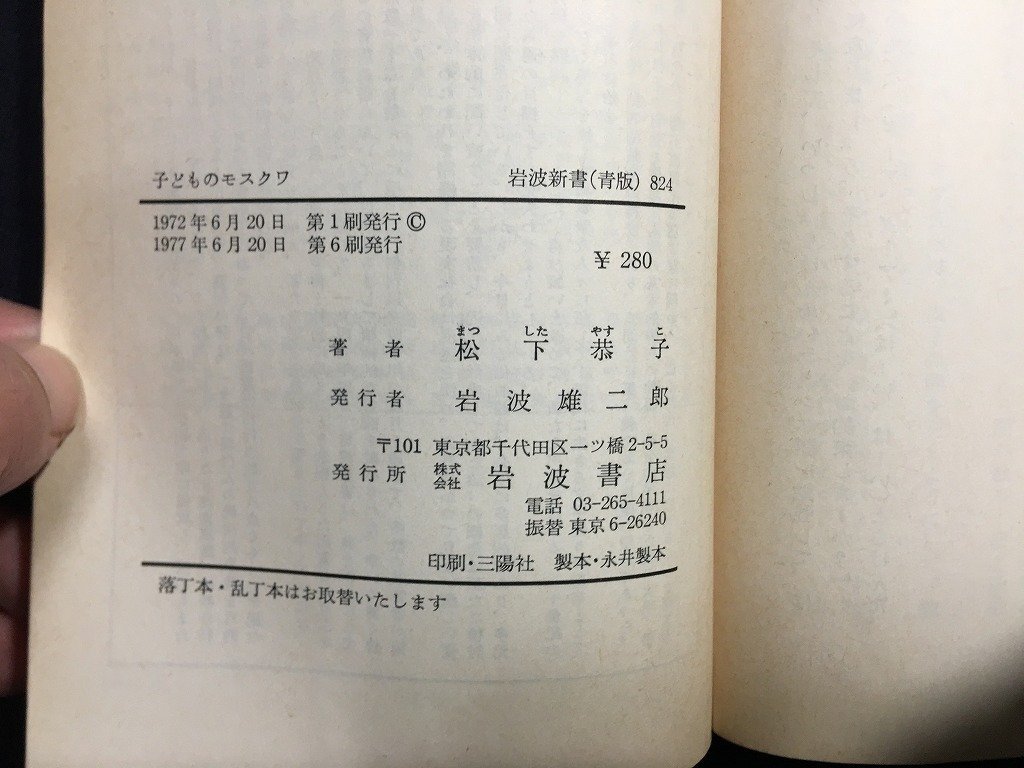 子どものモスクワ 岩波新書(青版) 824
1972年6月20日 第1刷発行©
1977年6月20日 第6刷発行
¥ 280
まつ した やす こ
著者 松下恭子
発行者 岩波雄二郎
〒101 東京都千代田区一ツ橋2-5-5
発行所 株式会社 岩波書店
電話 03-265-4111
振替 東京6-26240
印刷・三陽社 製本・永井製本
落丁本・乱丁本はお取替いたします